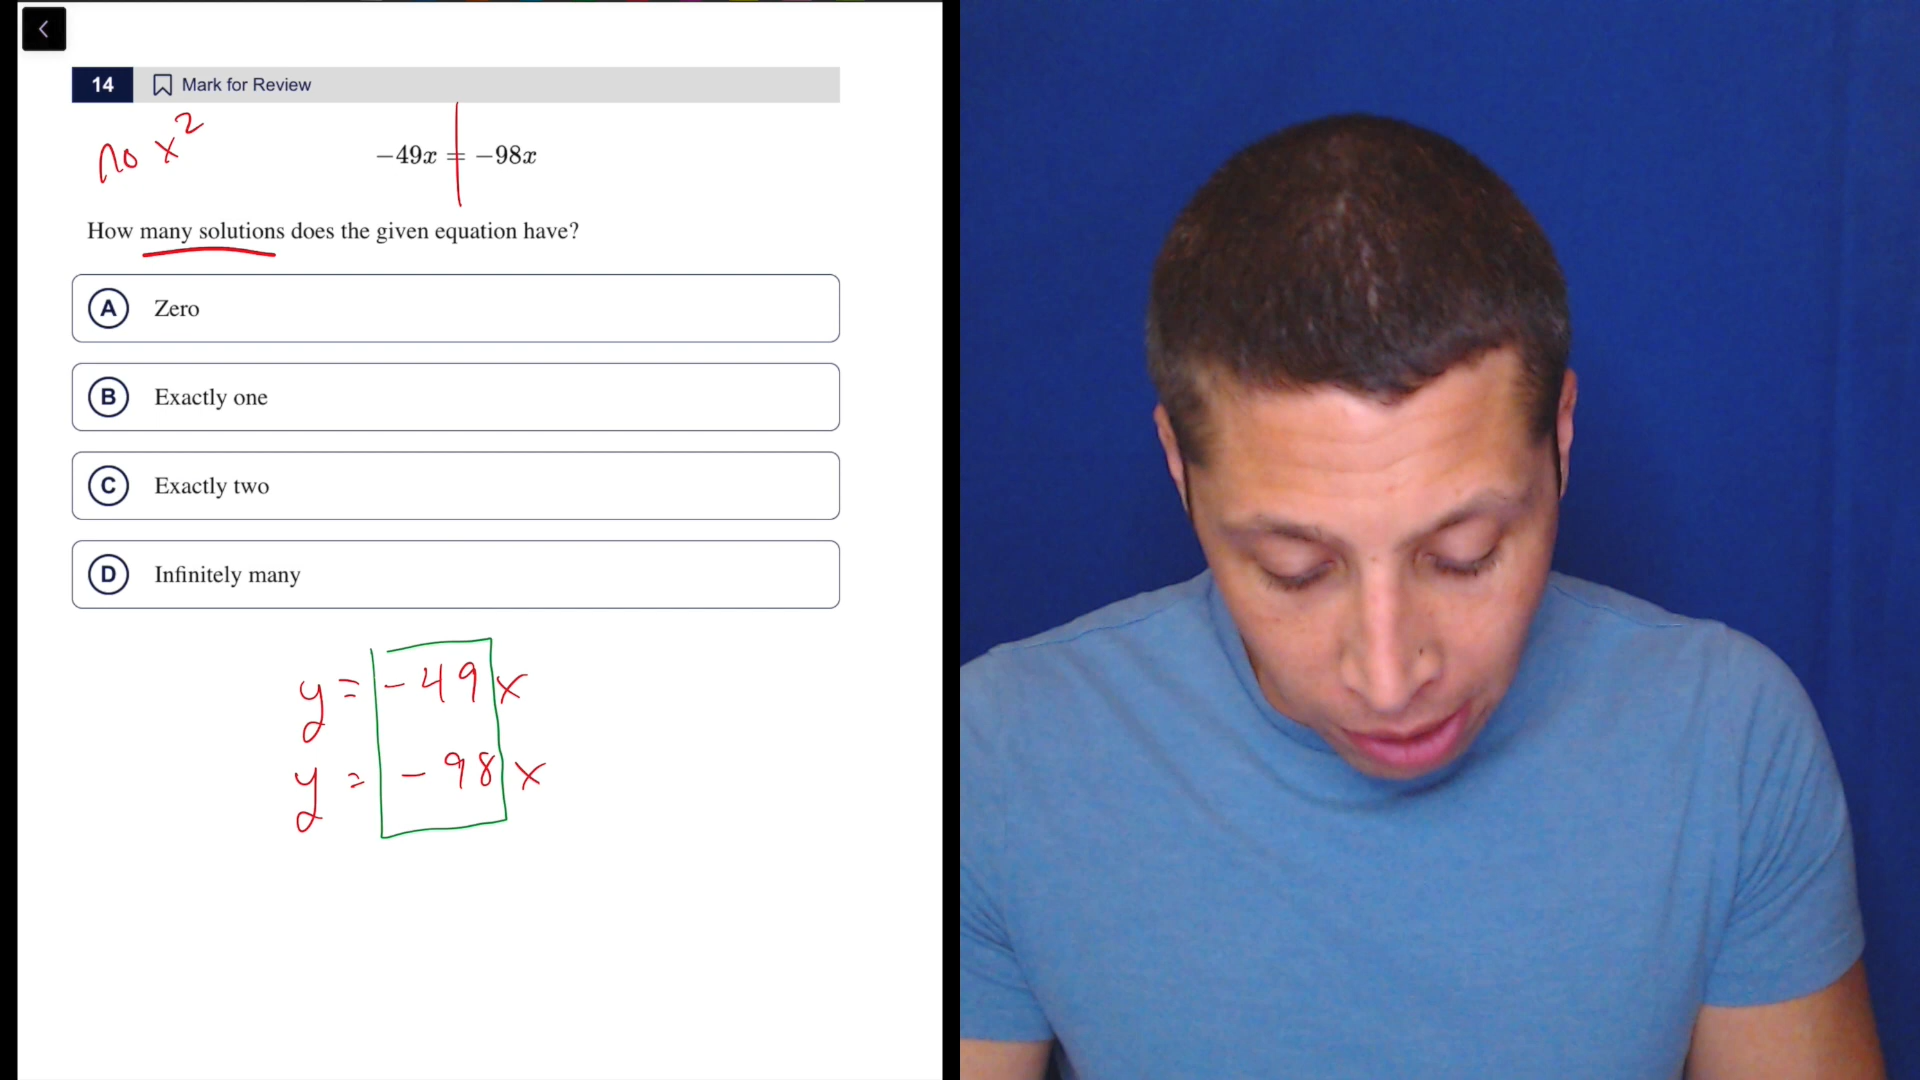 14 Mark for Review
no x²
−49x = −98x
How many solutions does the given equation have?
A Zero
B Exactly one
C Exactly two
D Infinitely many
y = -49x
y = -98x